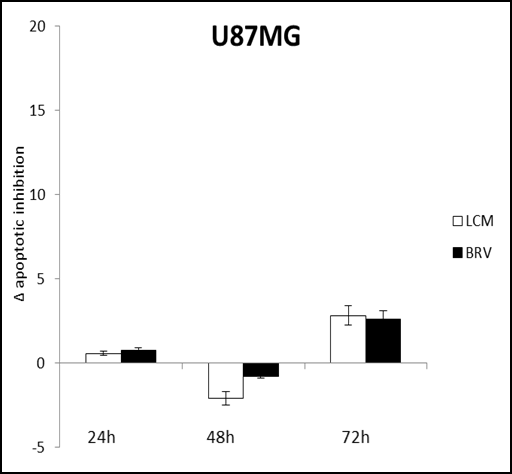 U87MG
20
15
10
5
0
-5
Δ apoptotic inhibition
24h 48h 72h
LCM
BRV